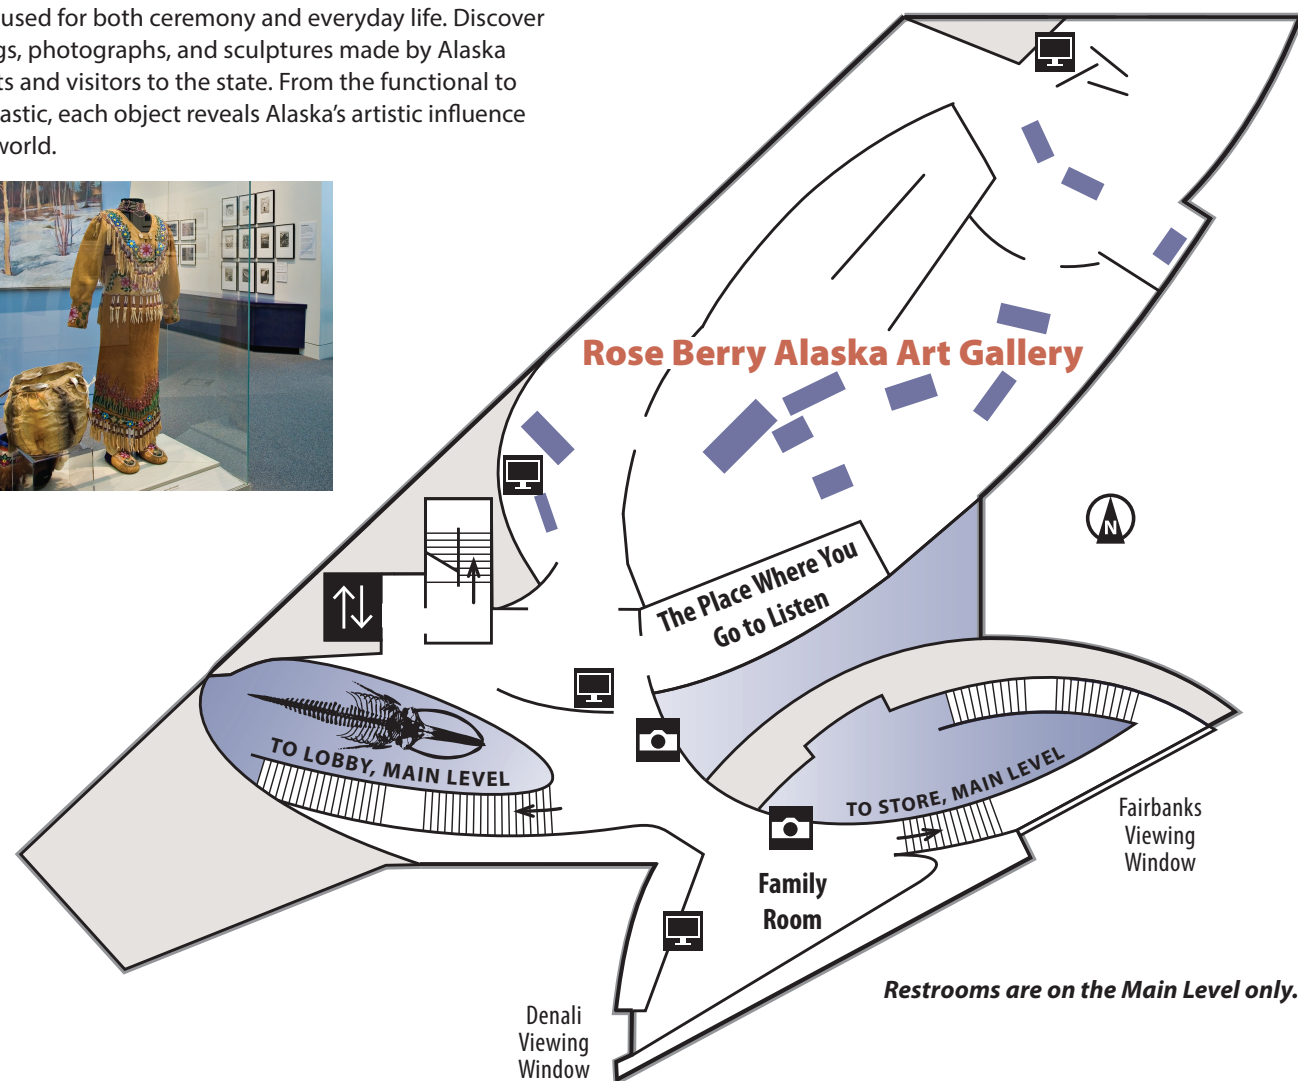 used for both ceremony and everyday life. Discover
photographs, and sculptures made by Alaska
and visitors to the state. From the functional to
each object reveals Alaska’s artistic influence
world.
Rose Berry Alaska Art Gallery
N
The Place Where You
Go to Listen
TO LOBBY, MAIN LEVEL
TO STORE, MAIN LEVEL
Fairbanks
Viewing
Window
Family
Room
Restrooms are on the Main Level only.
Denali
Viewing
Window